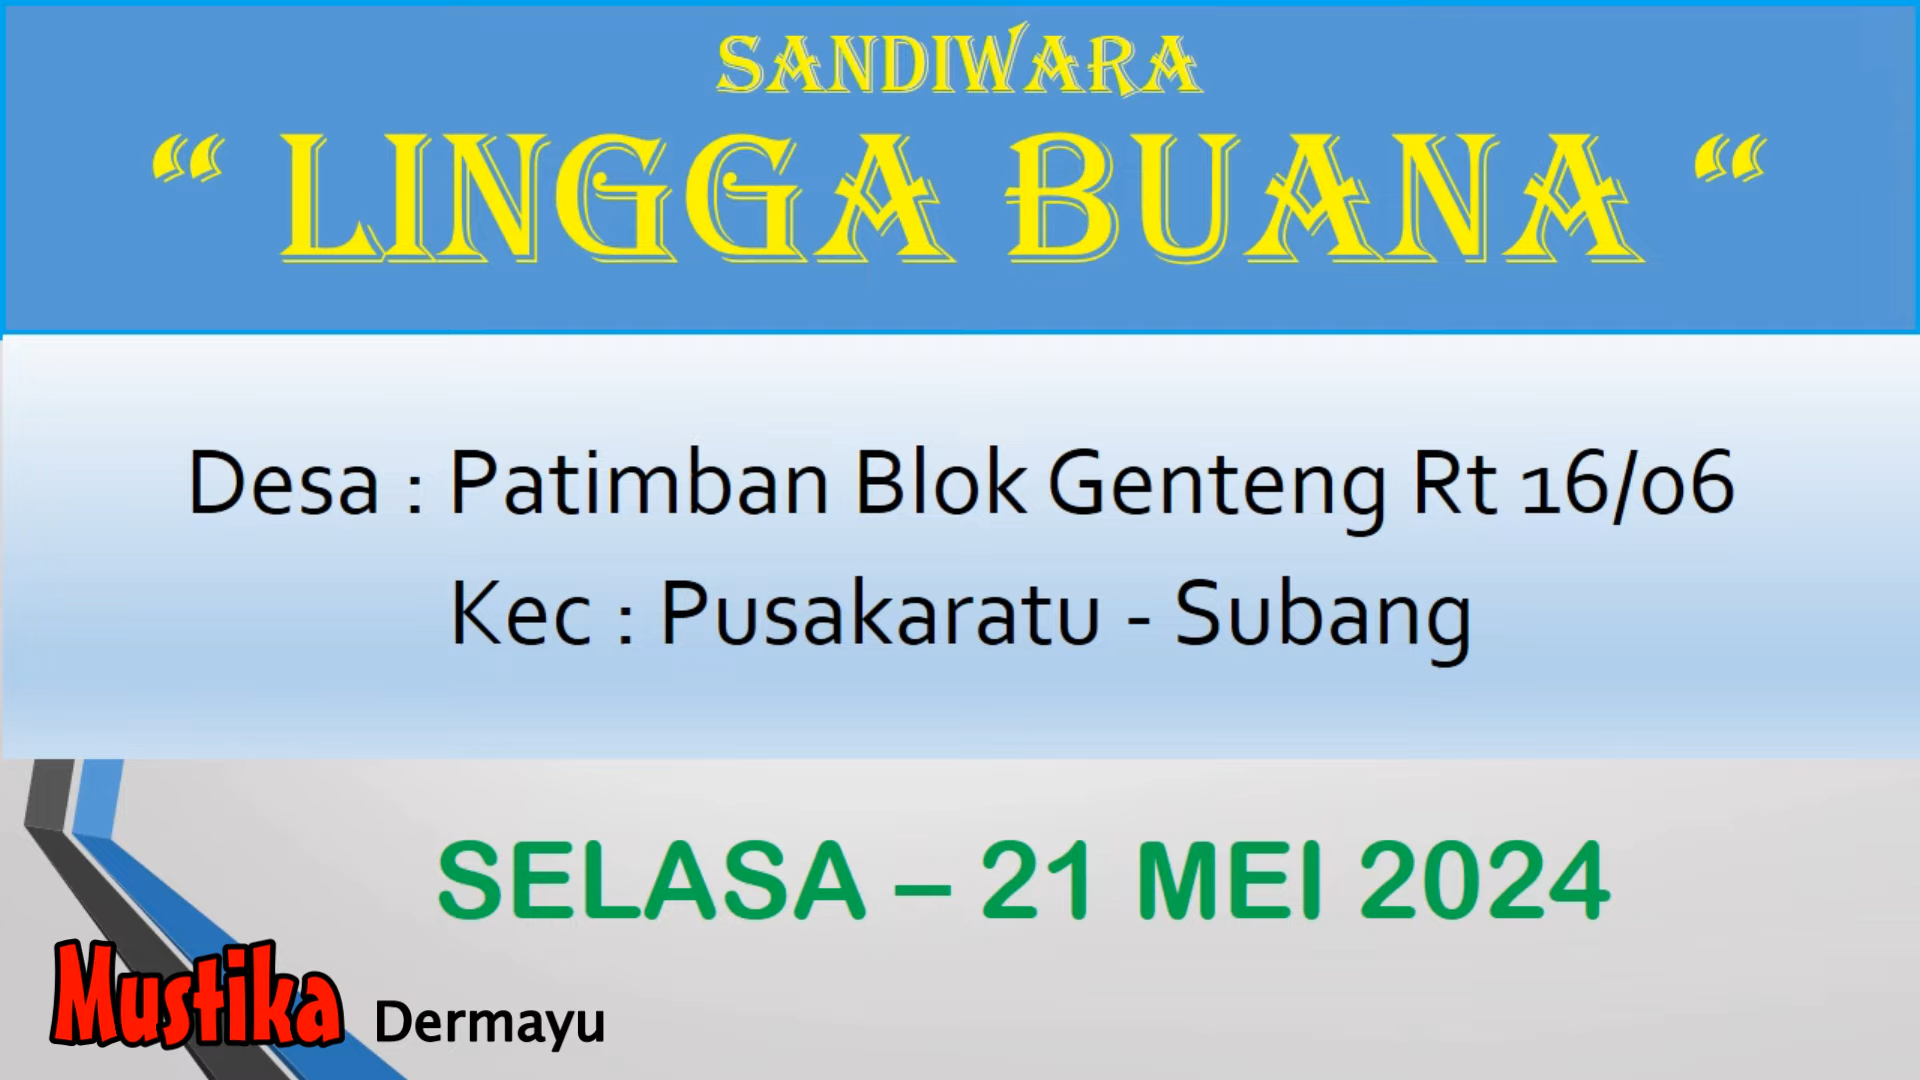 SANDIWARA
“ LINGGA BUANA “
Desa : Patimban Blok Genteng Rt 16/06
Kec : Pusakaratu - Subang
SELASA – 21 MEI 2024
Mustika Dermayu